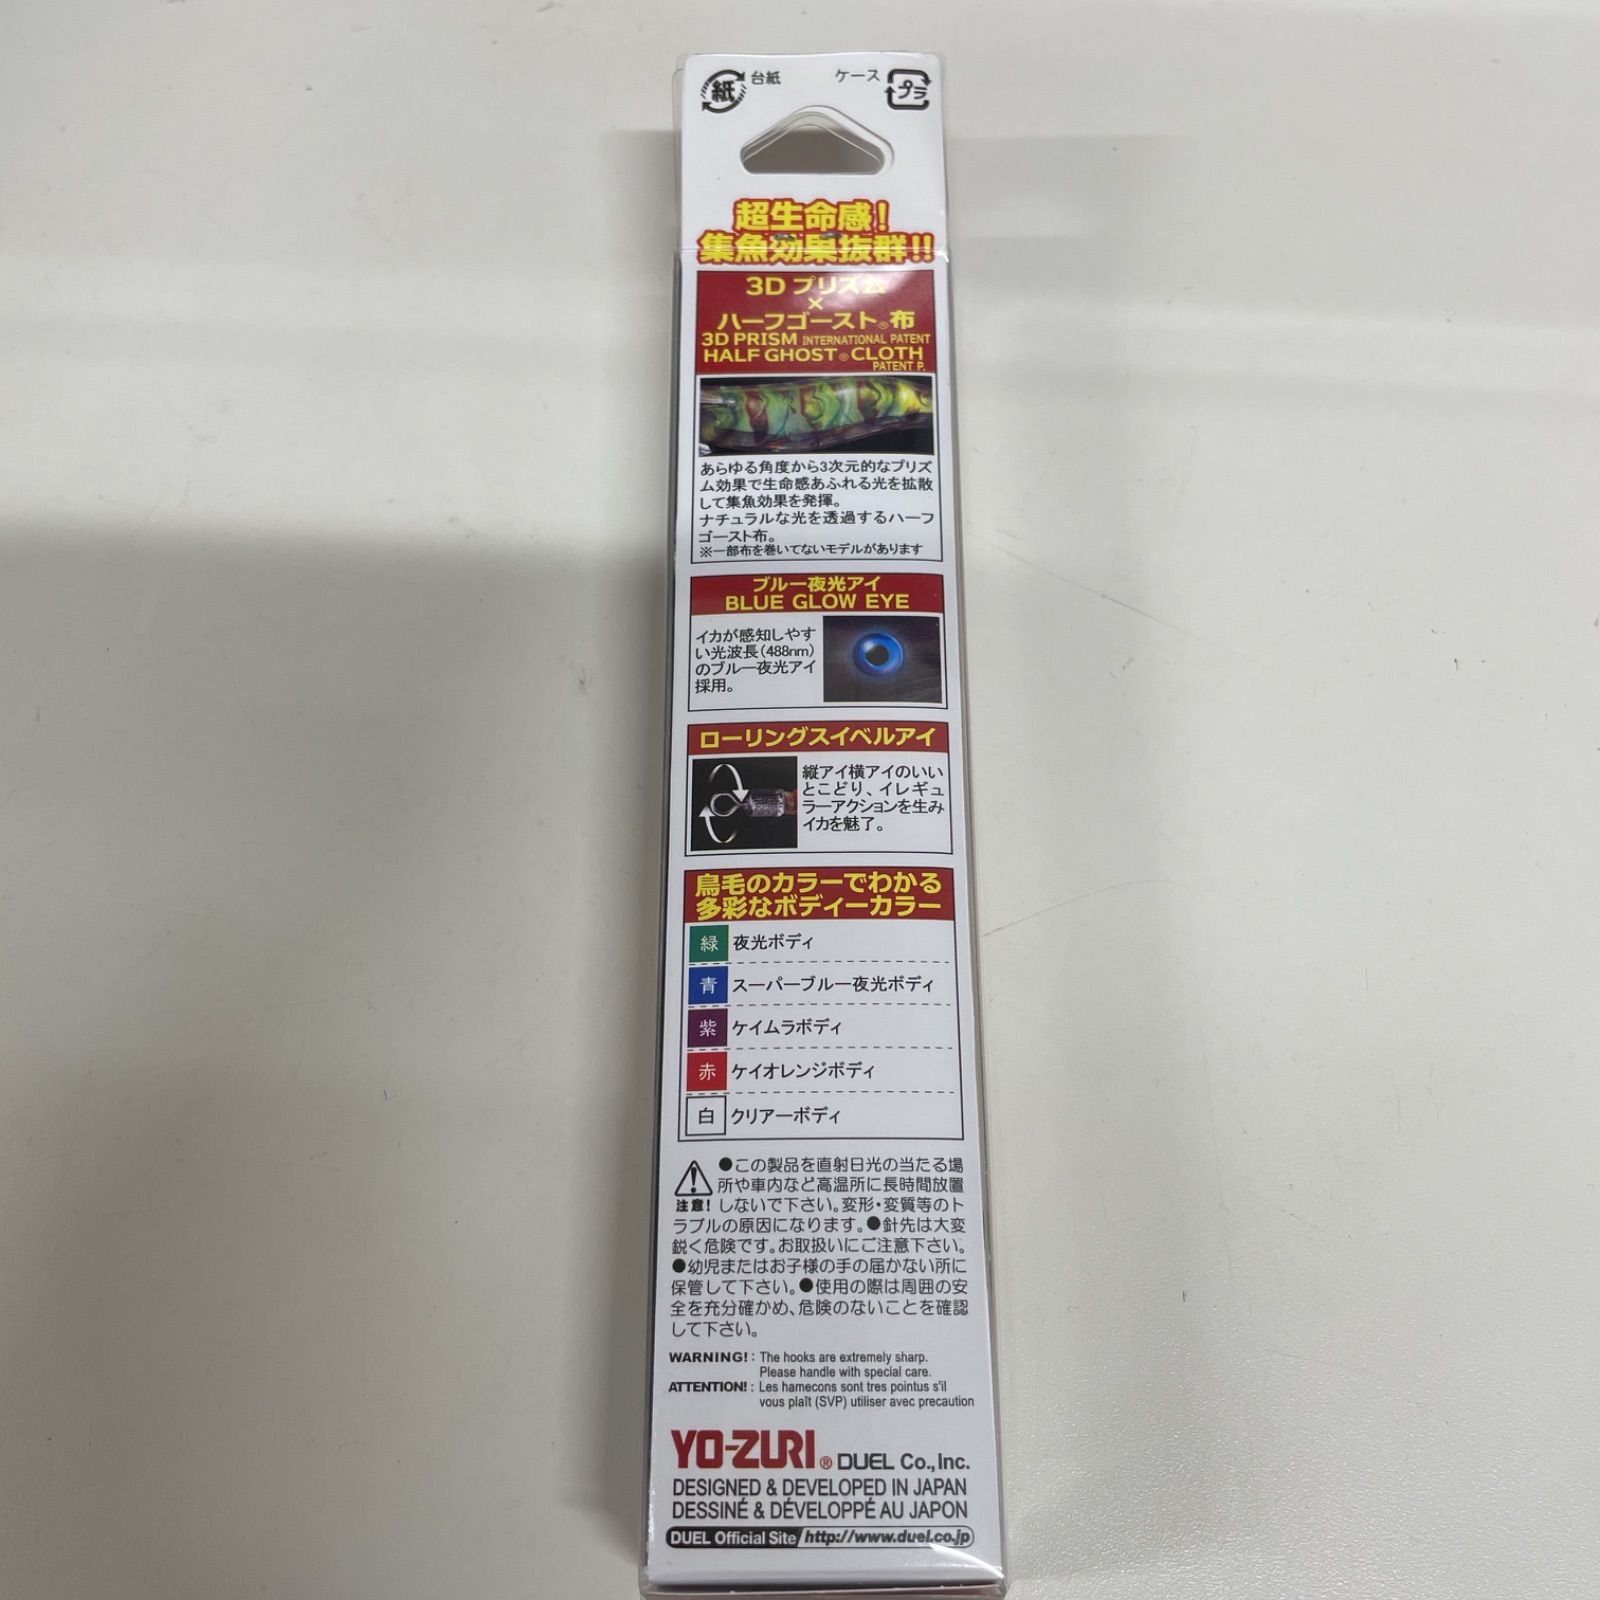 紙 台紙 ケース プラ
超生命感!
集魚効果抜群!!
3D プリズム
×
ハーフゴースト®布
3D PRISM INTERNATIONAL PATENT
HALF GHOST® CLOTH
PATENT P.
あらゆる角度から3次元的なプリズ
ム効果で生命感あふれる光を拡散
して集魚効果を発揮。
ナチュラルな光を透過するハーフ
ゴースト布。
※一部布を巻いてないモデルがあります
ブルー夜光アイ
BLUE GLOW EYE
イカが感知しやす
い光波長(488nm)
のブルー夜光アイ
採用。
ローリングスイベルアイ
縦アイ横アイのいい
とこどり、イレギュ
ラーアクションを生み
イカを魅了。
鳥毛のカラーでわかる
多彩なボディーカラー
緑 夜光ボディ
青 スーパーブルー夜光ボディ
紫 ケイムラボディ
赤 ケイオレンジボディ
白 クリアーボディ
●この製品を直射日光の当たる場
所や車内など高温所に長時間放置
注意! しないで下さい。変形・変質等のト
ラブルの原因になります。●針先は大変
鋭く危険です。お取扱いにご注意下さい。
●幼児またはお子様の手の届かない所に
保管して下さい。●使用の際は周囲の安
全を充分確かめ、危険のないことを確認
して下さい。
WARNING! : The hooks are extremely sharp.
Please handle with special care.
ATTENTION! : Les hamecons sont tres pointus s'il
vous plaît (SVP) utiliser avec precaution
YO-ZURI® DUEL Co.,Inc.
DESIGNED & DEVELOPED IN JAPAN
DESSINÉ & DÉVELOPPÉ AU JAPON
DUEL Official Site http://www.duel.co.jp